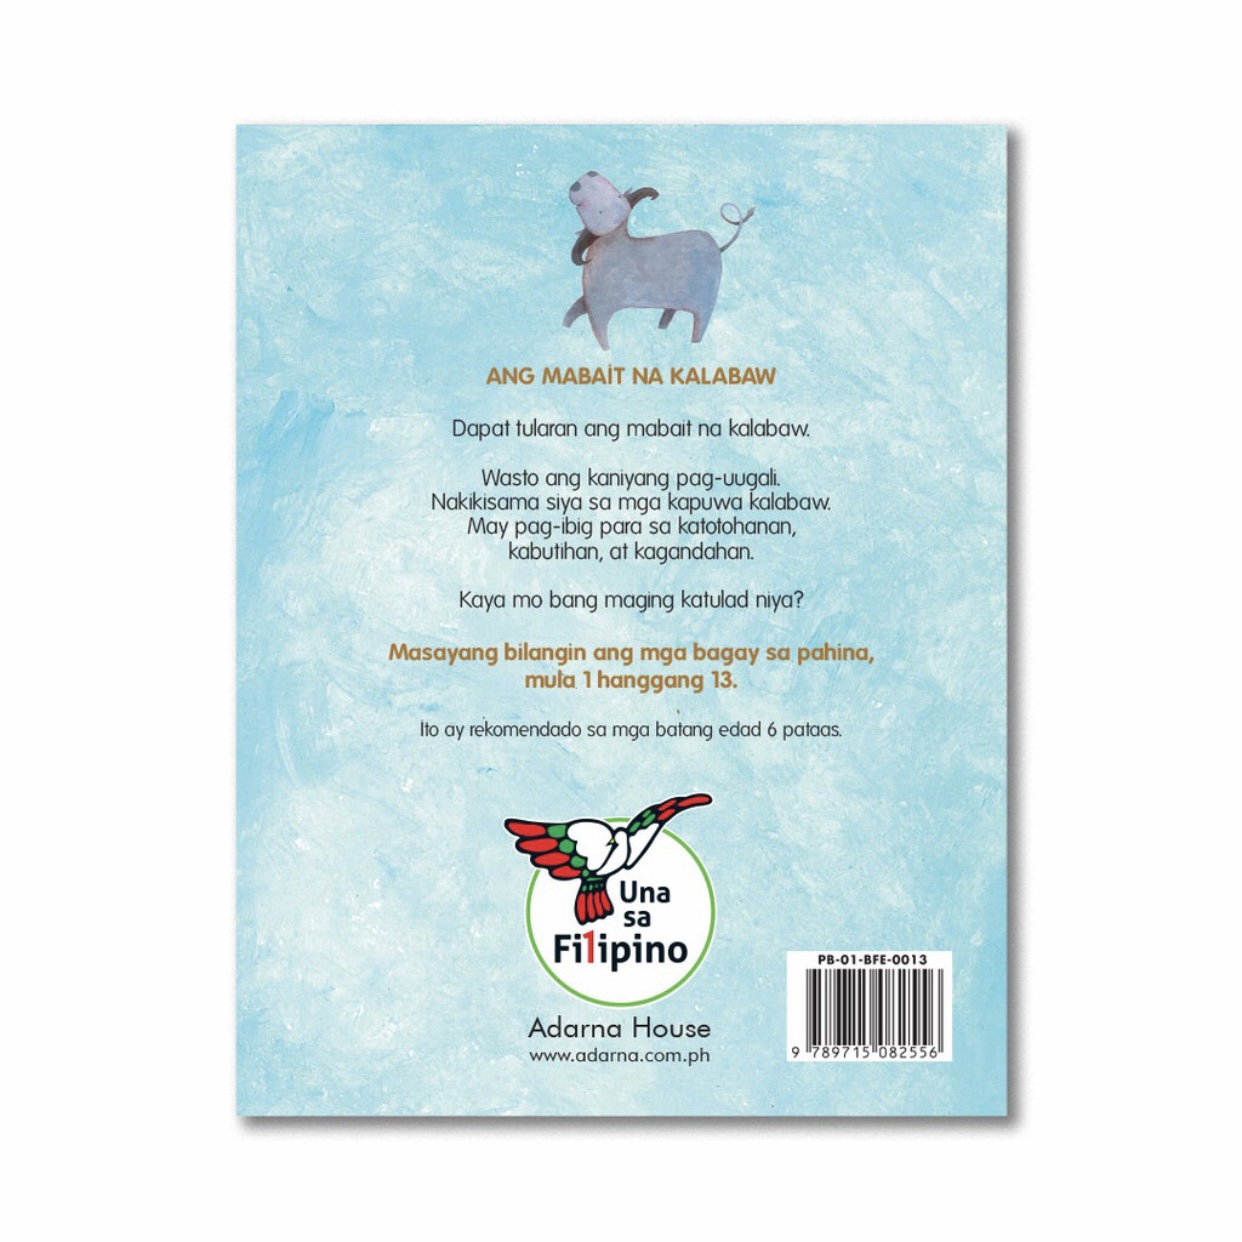 ANG MABAIT NA KALABAW
Dapat tularan ang mabait na kalabaw.
Wasto ang kaniyang pag-uugali.
Nakikisama siya sa mga kapuwa kalabaw.
May pag-ibig para sa katotohanan,
kabutihan, at kagandahan.
Kaya mo bang maging katulad niya?
Masayang bilangin ang mga bagay sa pahina,
mula 1 hanggang 13.
Ito ay rekomendado sa mga batang edad 6 pataas.
Una
sa
Fi1ipino
Adarna House
www.adarna.com.ph
PB-01-BFE-0013
9 789715 082556